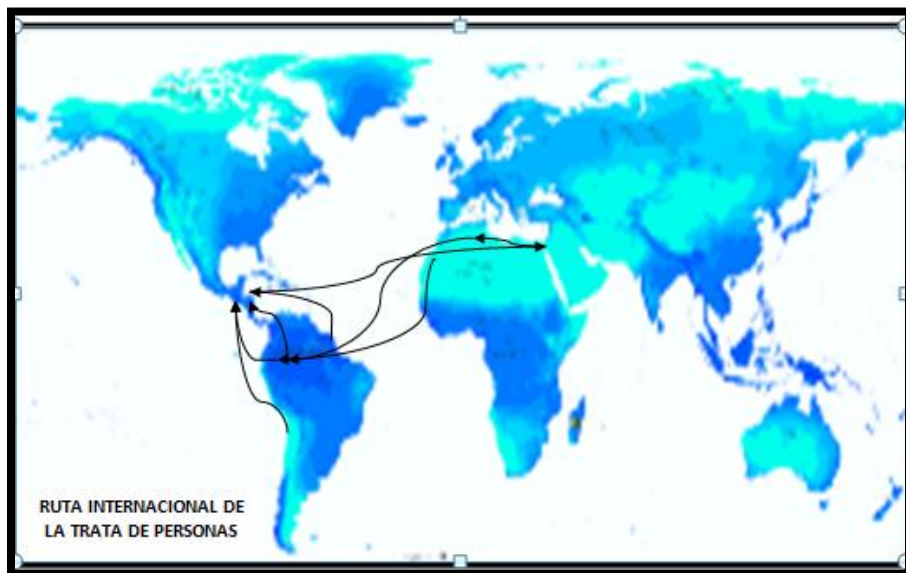 RUTA INTERNACIONAL DE
LA TRATA DE PERSONAS